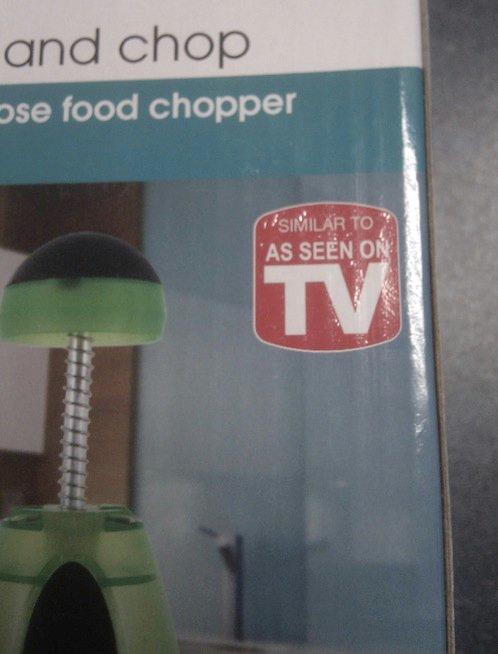 and chop
ose food chopper
SIMILAR TO
AS SEEN ON
TV